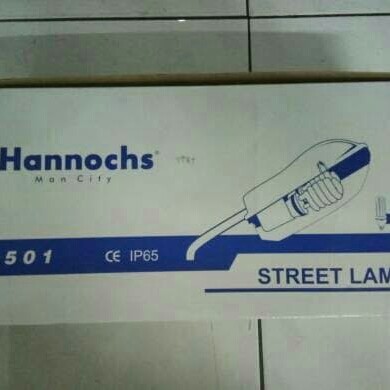 Hannochs®
Man City
501
CE IP65
STREET LAM